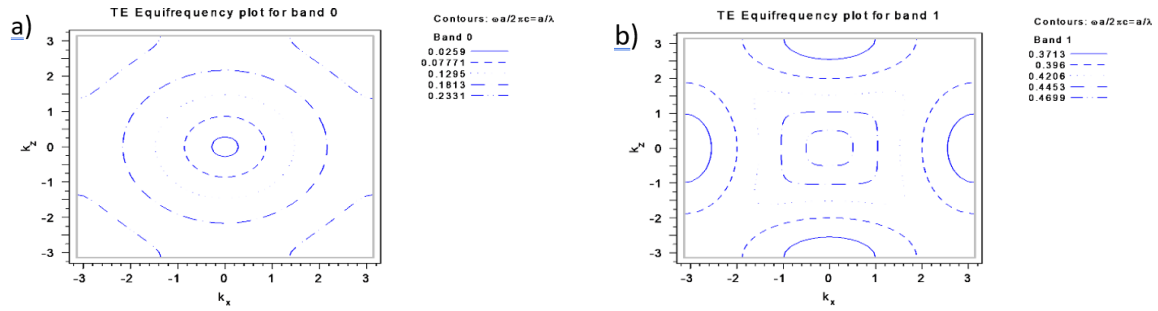 a)
TE Equifrequency plot for band 0
Contours: ωa/2πc=a/λ
Band 0
0.0259
0.07771
0.1295
0.1813
0.2331
3
2
1
0
-1
-2
-3
kz
-3 -2 -1 0 1 2 3
kx
b)
TE Equifrequency plot for band 1
Contours: ωa/2πc=a/λ
Band 1
0.3713
0.396
0.4206
0.4453
0.4699
3
2
1
0
-1
-2
-3
kz
-3 -2 -1 0 1 2 3
kx